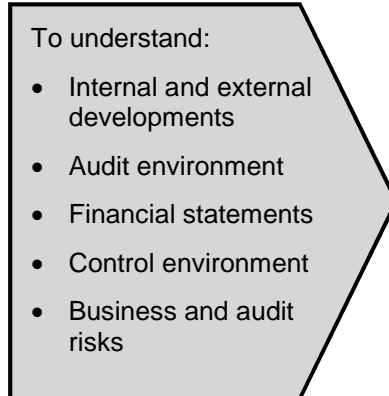 To understand:
• Internal and external
developments
• Audit environment
• Financial statements
• Control environment
• Business and audit
risks